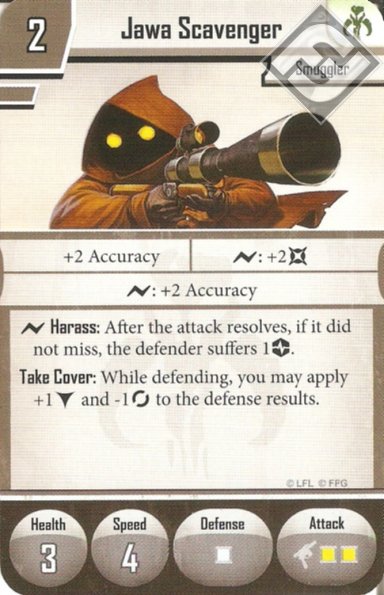 2
Jawa Scavenger
Smuggler
+2 Accuracy
: +2
: +2 Accuracy
Harass: After the attack resolves, if it did
not miss, the defender suffers 1.
Take Cover: While defending, you may apply
+1 and -1 to the defense results.
© LFL © FFG
Health
3
Speed
4
Defense
Attack